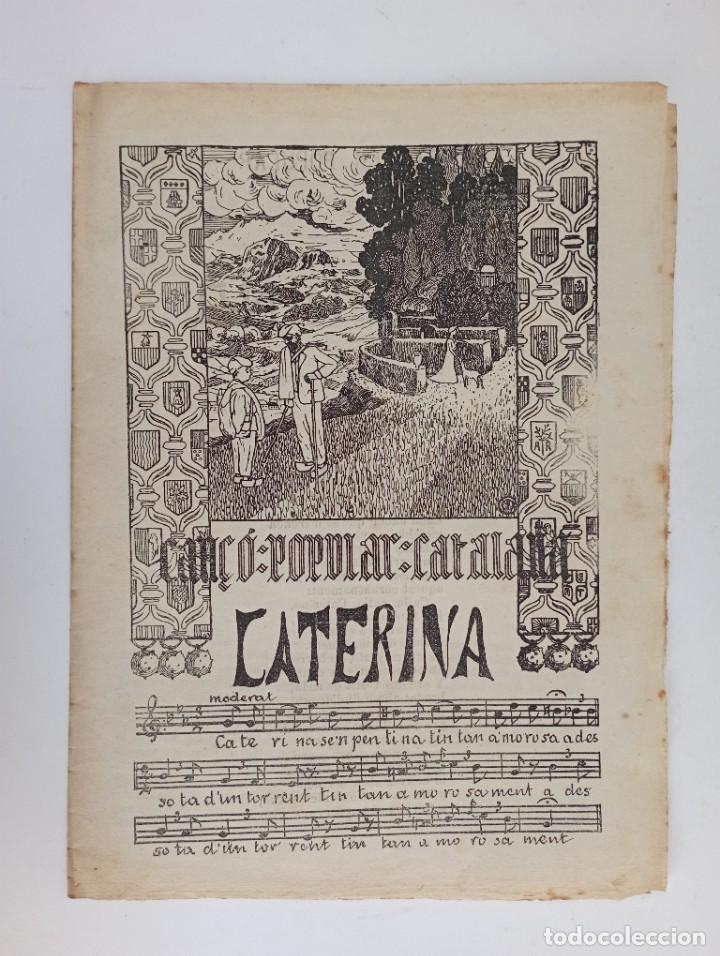 cançó:popular:catalana
CATERINA
moderat
Ca te ri na se'n pen ti na tin tan a mo ro sa a des
so ta d'un tor rent tin tan a mo ro sa ment a des
so ta d'un tor rent tin tan a mo ro sa ment
todocoleccion